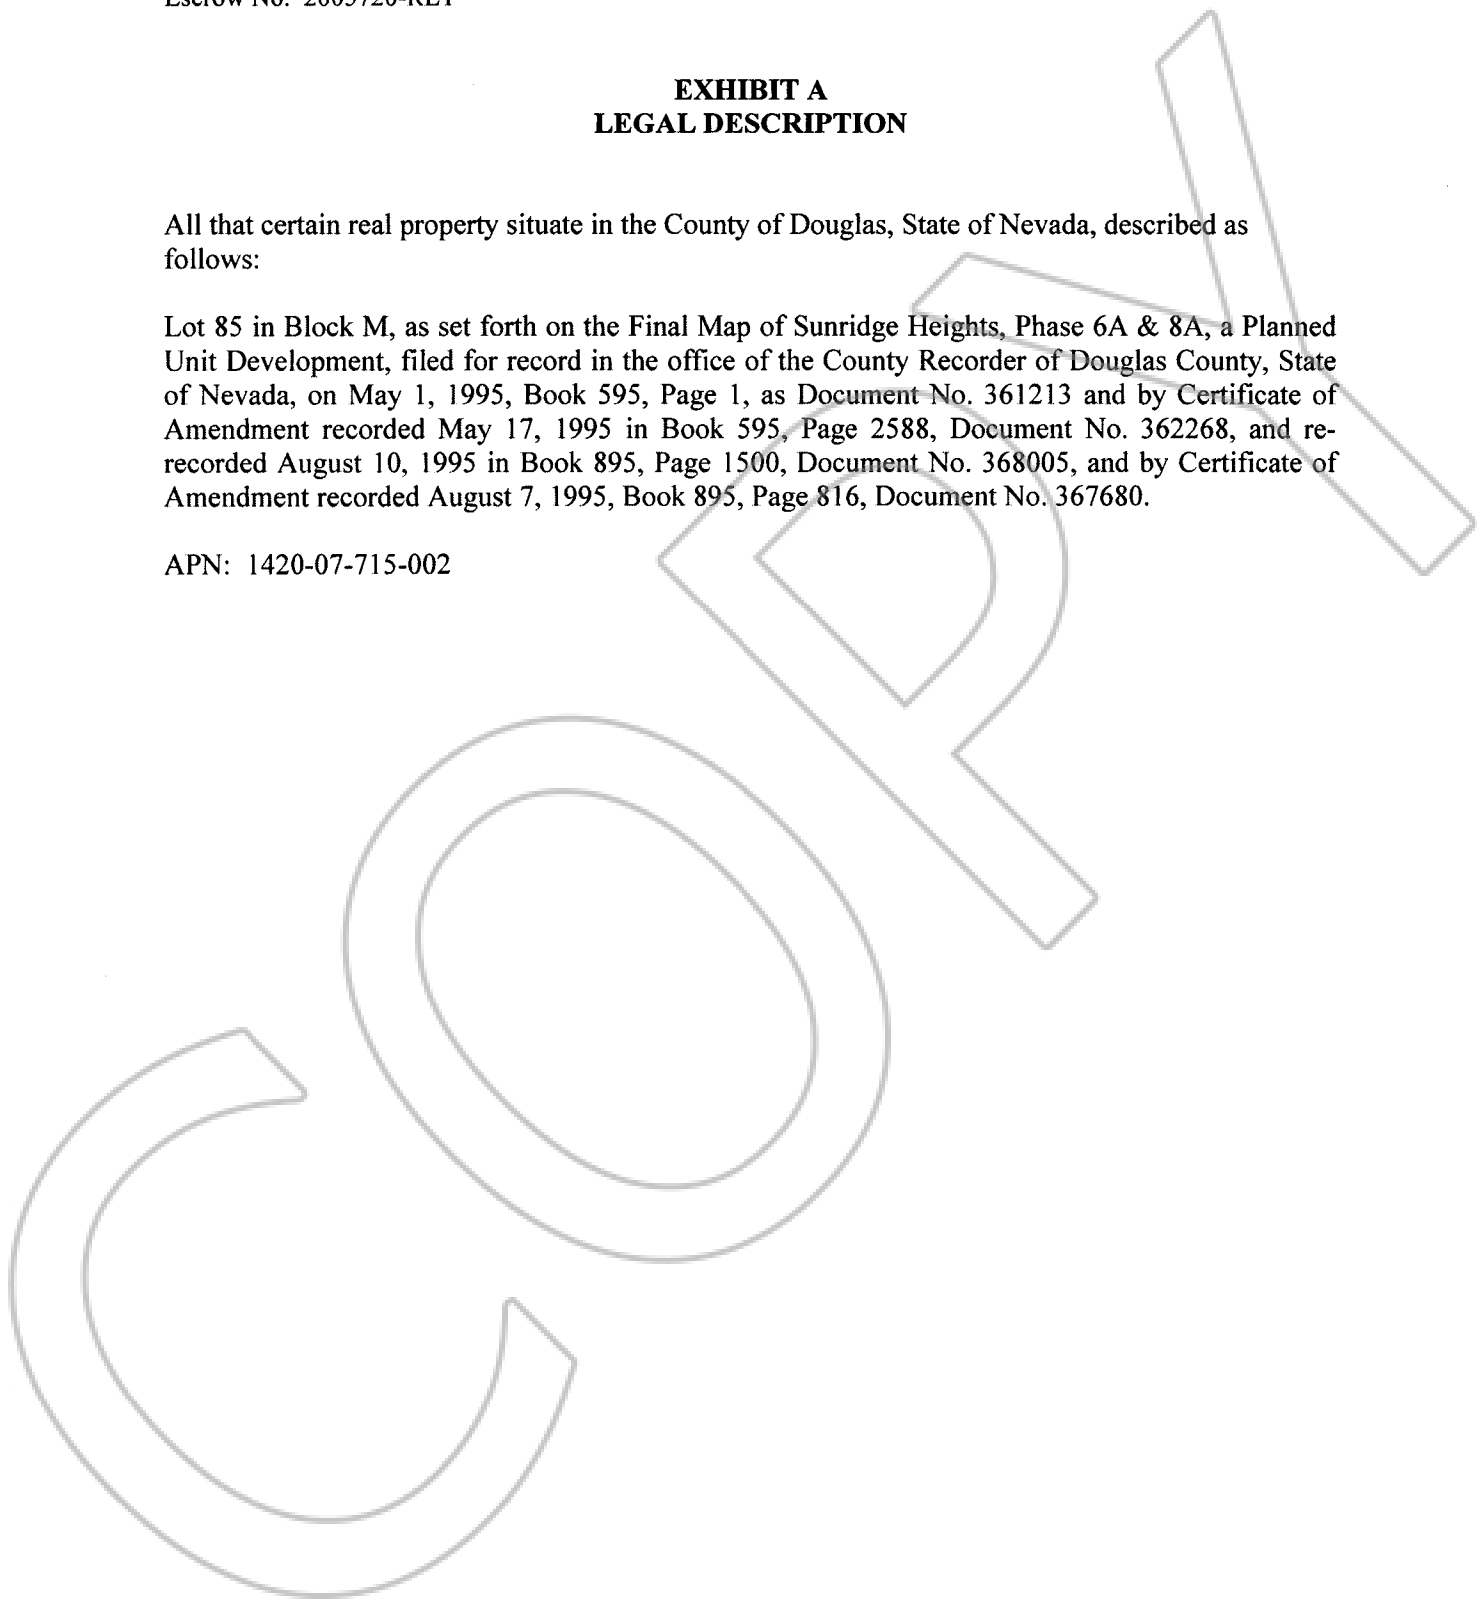 Escrow No. 2005720-RLT
EXHIBIT A
LEGAL DESCRIPTION
All that certain real property situate in the County of Douglas, State of Nevada, described as
follows:
Lot 85 in Block M, as set forth on the Final Map of Sunridge Heights, Phase 6A & 8A, a Planned
Unit Development, filed for record in the office of the County Recorder of Douglas County, State
of Nevada, on May 1, 1995, Book 595, Page 1, as Document No. 361213 and by Certificate of
Amendment recorded May 17, 1995 in Book 595, Page 2588, Document No. 362268, and re-
recorded August 10, 1995 in Book 895, Page 1500, Document No. 368005, and by Certificate of
Amendment recorded August 7, 1995, Book 895, Page 816, Document No. 367680.
APN: 1420-07-715-002
COPY